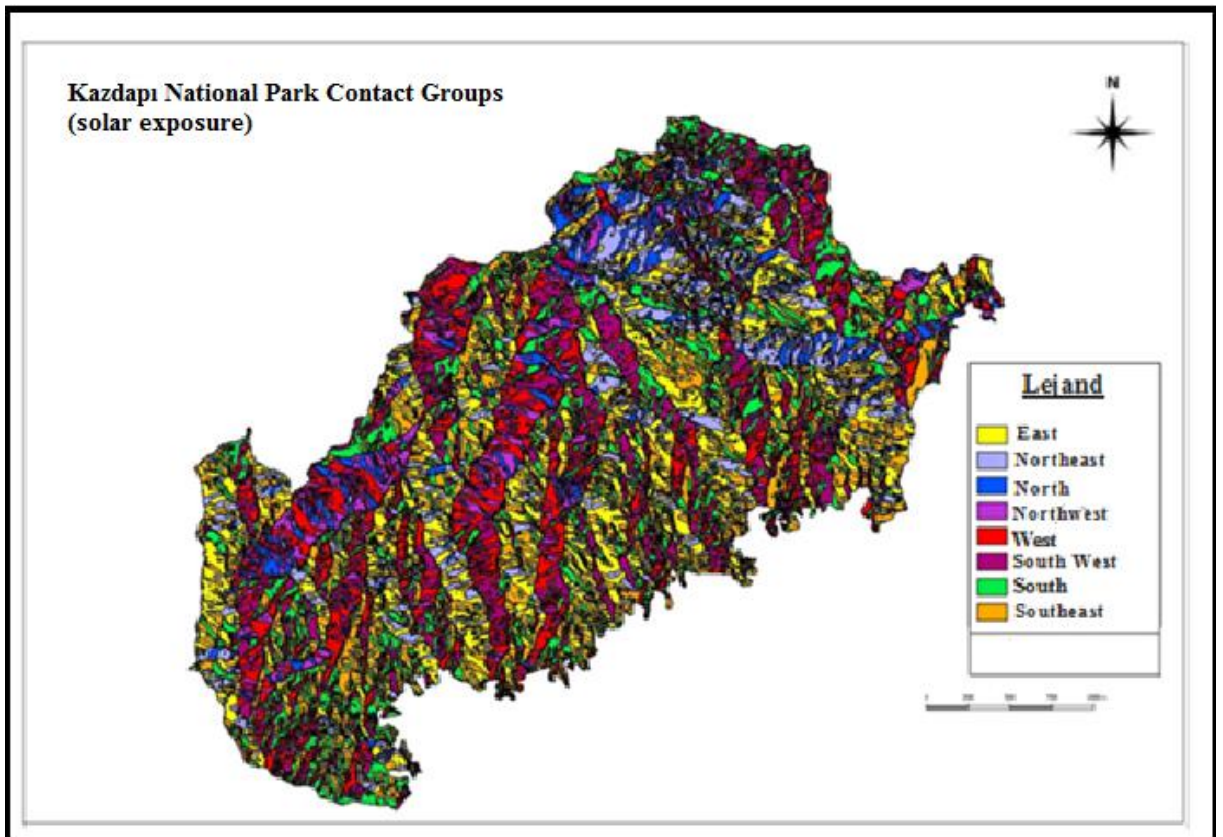 Kazdapı National Park Contact Groups
(solar exposure)
N
Lejand
East
Northeast
North
Northwest
West
South West
South
Southeast